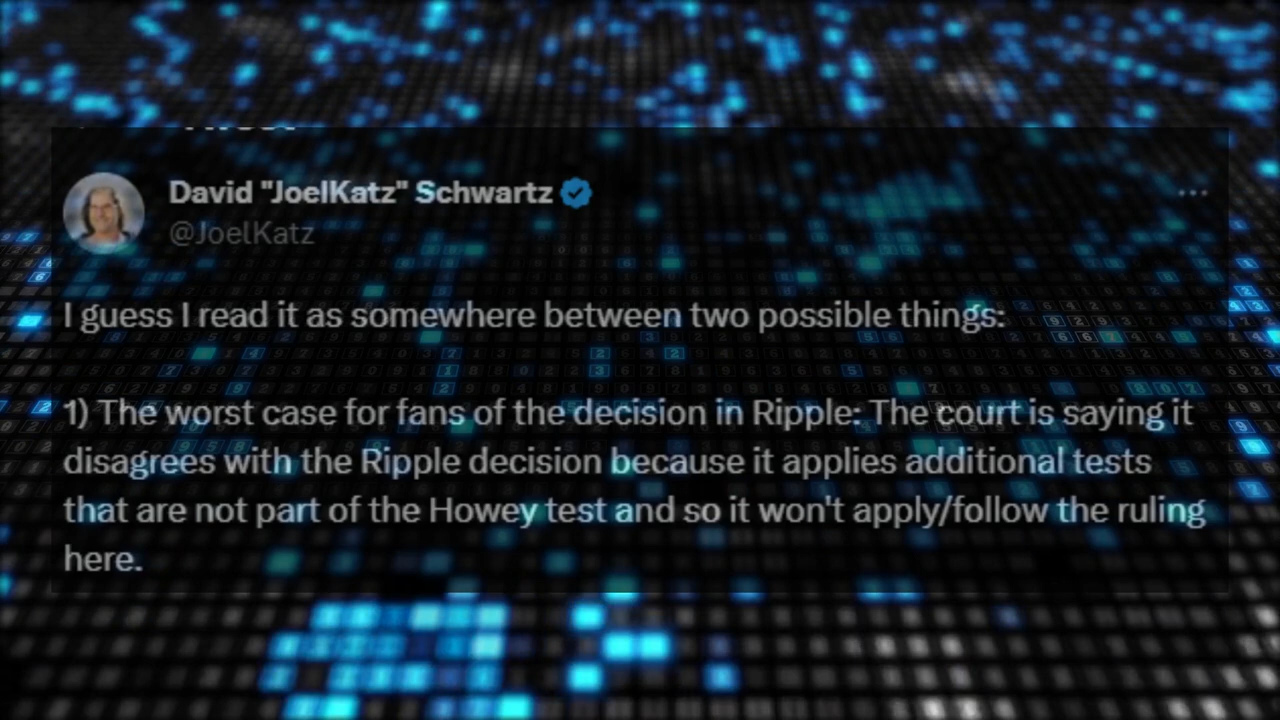 David "JoelKatz" Schwartz
@JoelKatz
I guess I read it as somewhere between two possible things:
1) The worst case for fans of the decision in Ripple: The court is saying it
disagrees with the Ripple decision because it applies additional tests
that are not part of the Howey test and so it won't apply/follow the ruling
here.